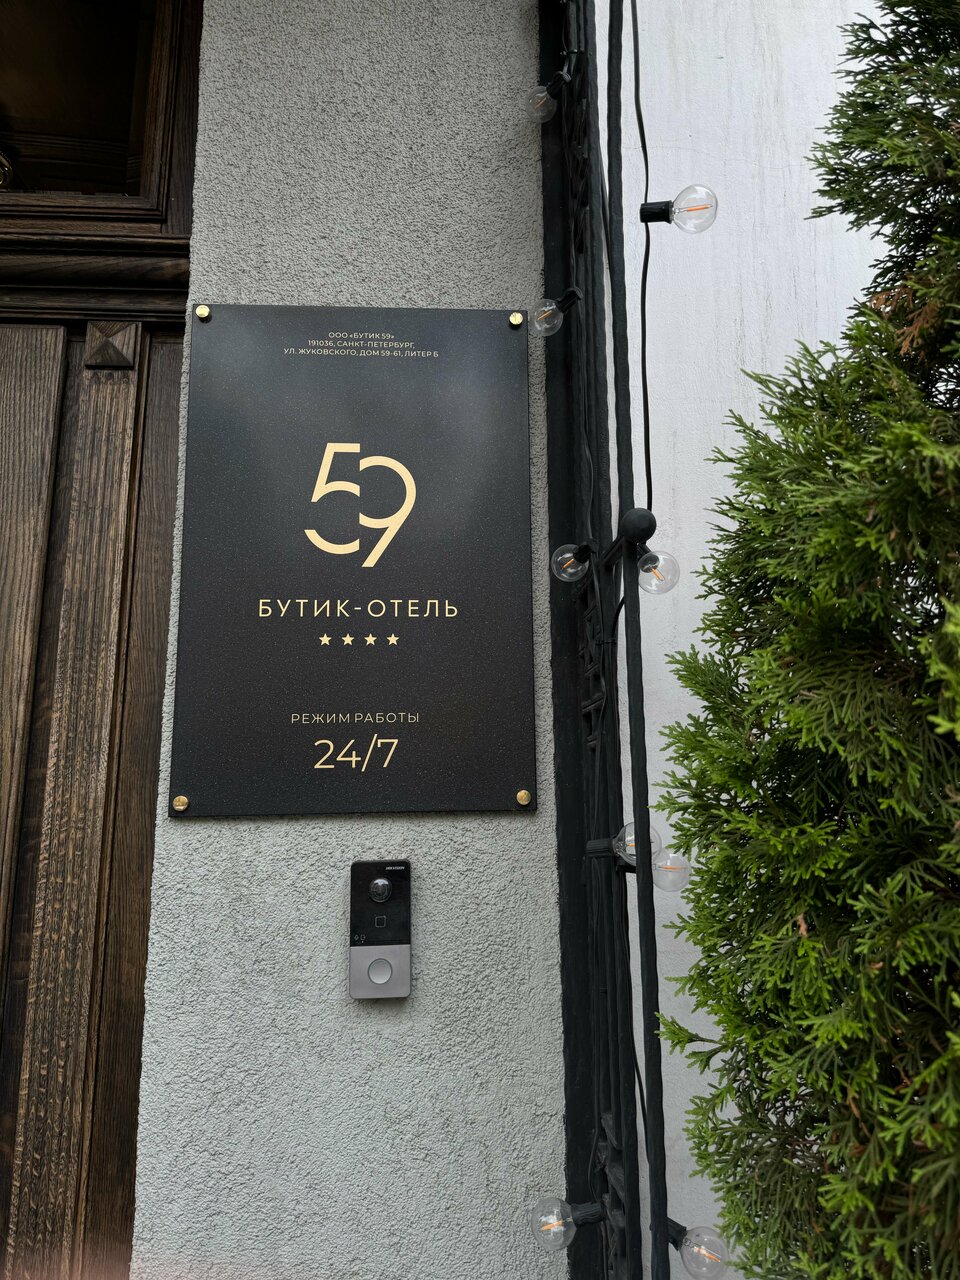 ООО «БУТИК 59»
191036, САНКТ-ПЕТЕРБУРГ,
УЛ. ЖУКОВСКОГО, ДОМ 59-61, ЛИТЕР Б
59
БУТИК-ОТЕЛЬ
РЕЖИМ РАБОТЫ
24/7
HIKVISION